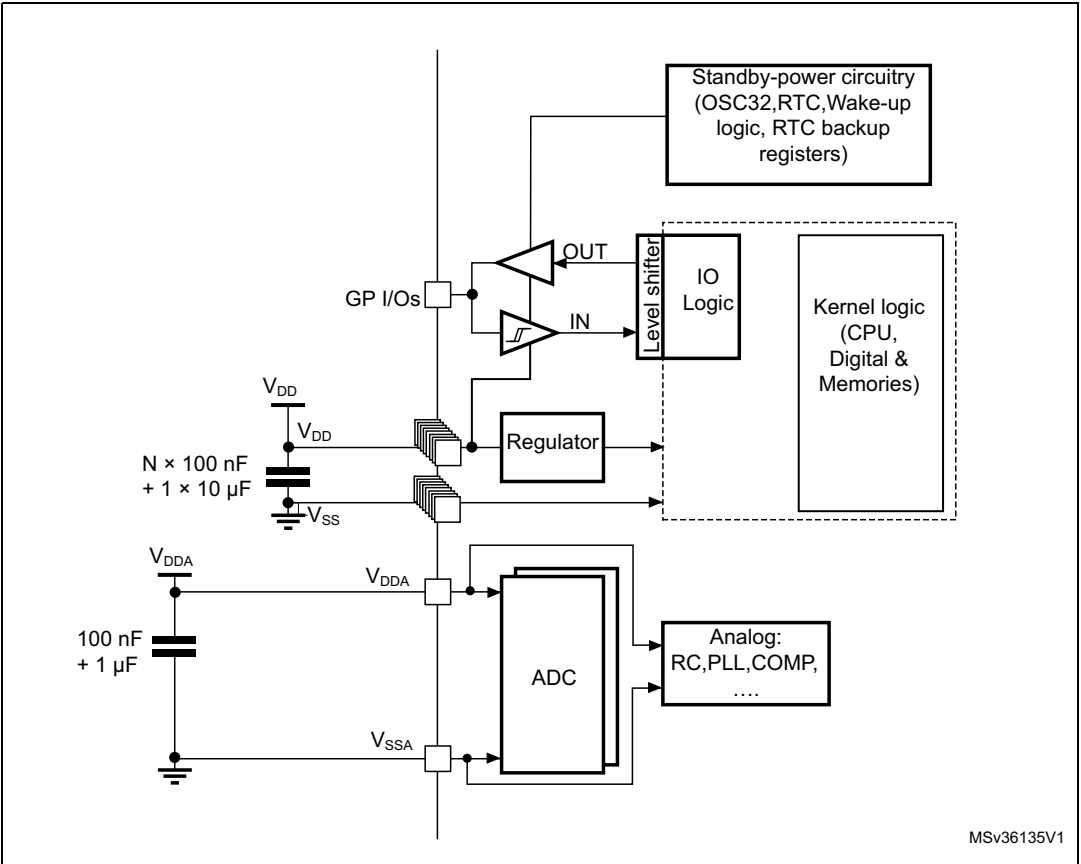 Standby-power circuitry
(OSC32,RTC,Wake-up
logic, RTC backup
registers)
OUT
Level shifter
IO
Logic
GP I/Os
IN
Kernel logic
(CPU,
Digital &
Memories)
VDD
VDD
Regulator
N × 100 nF
+ 1 × 10 µF
VSS
VDDA
VDDA
100 nF
+ 1 µF
ADC
Analog:
RC,PLL,COMP,
....
VSSA
MSv36135V1